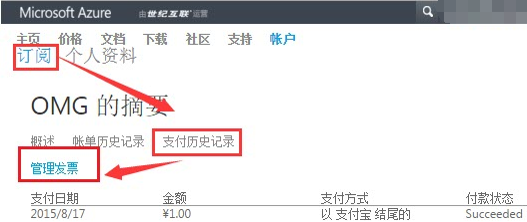 Microsoft Azure 由世纪互联运营
主页 价格 文档 下载 社区 支持 帐户
订阅 个人资料
OMG 的摘要
概述 帐单历史记录 支付历史记录
管理发票
支付日期 金额 支付方式 付款状态
2015/8/17 ¥1.00 以 支付宝 结尾的 Succeeded